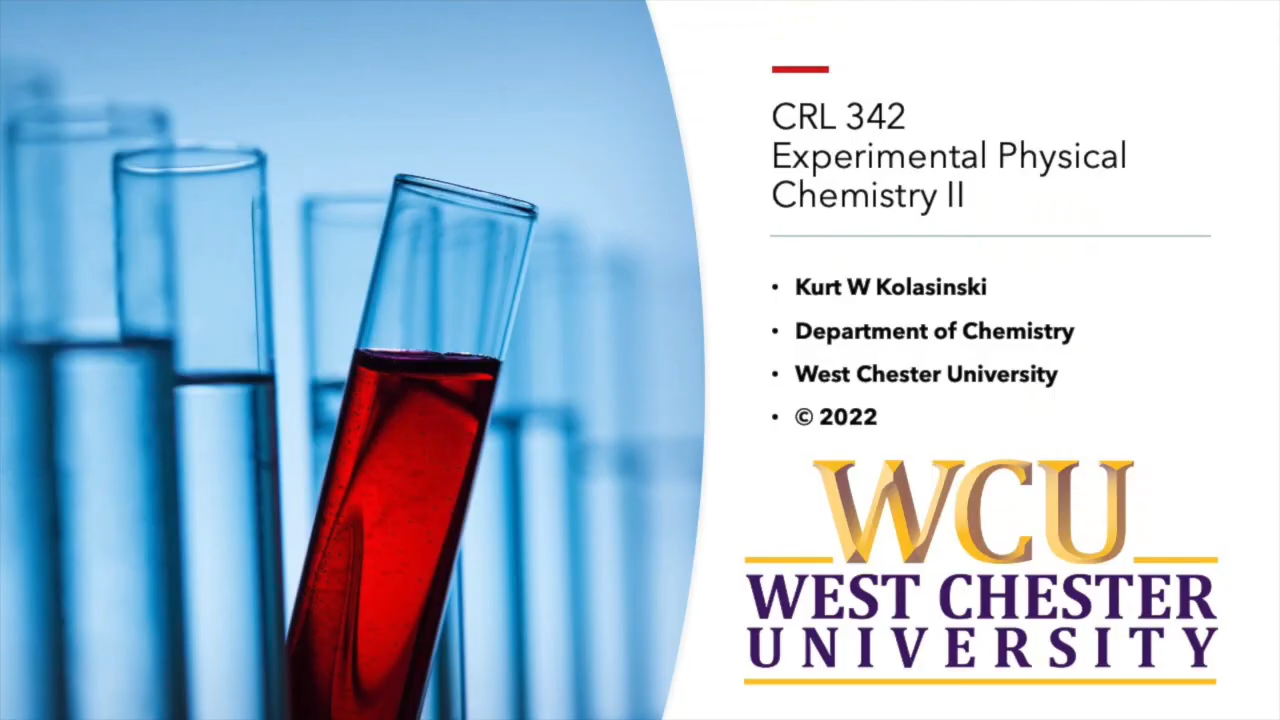 CRL 342
Experimental Physical
Chemistry II
• Kurt W Kolasinski
• Department of Chemistry
• West Chester University
• © 2022
WCU
WEST CHESTER
UNIVERSITY